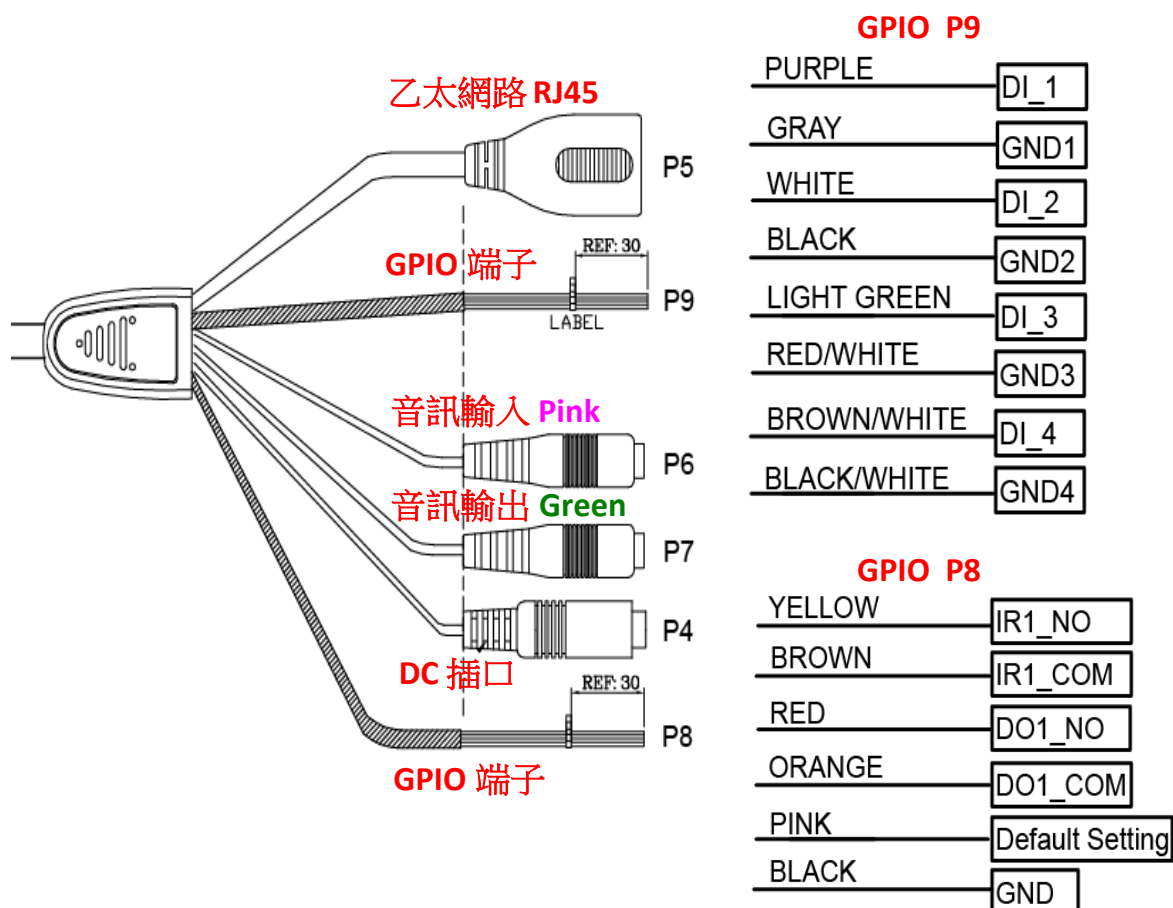 乙太網路 RJ45
P5
GPIO 端子
REF: 30
P9
LABEL
音訊輸入 Pink
P6
音訊輸出 Green
P7
P4
DC 插口
REF: 30
P8
GPIO 端子
GPIO P9
PURPLE DI_1
GRAY GND1
WHITE DI_2
BLACK GND2
LIGHT GREEN DI_3
RED/WHITE GND3
BROWN/WHITE DI_4
BLACK/WHITE GND4
GPIO P8
YELLOW IR1_NO
BROWN IR1_COM
RED DO1_NO
ORANGE DO1_COM
PINK Default Setting
BLACK GND